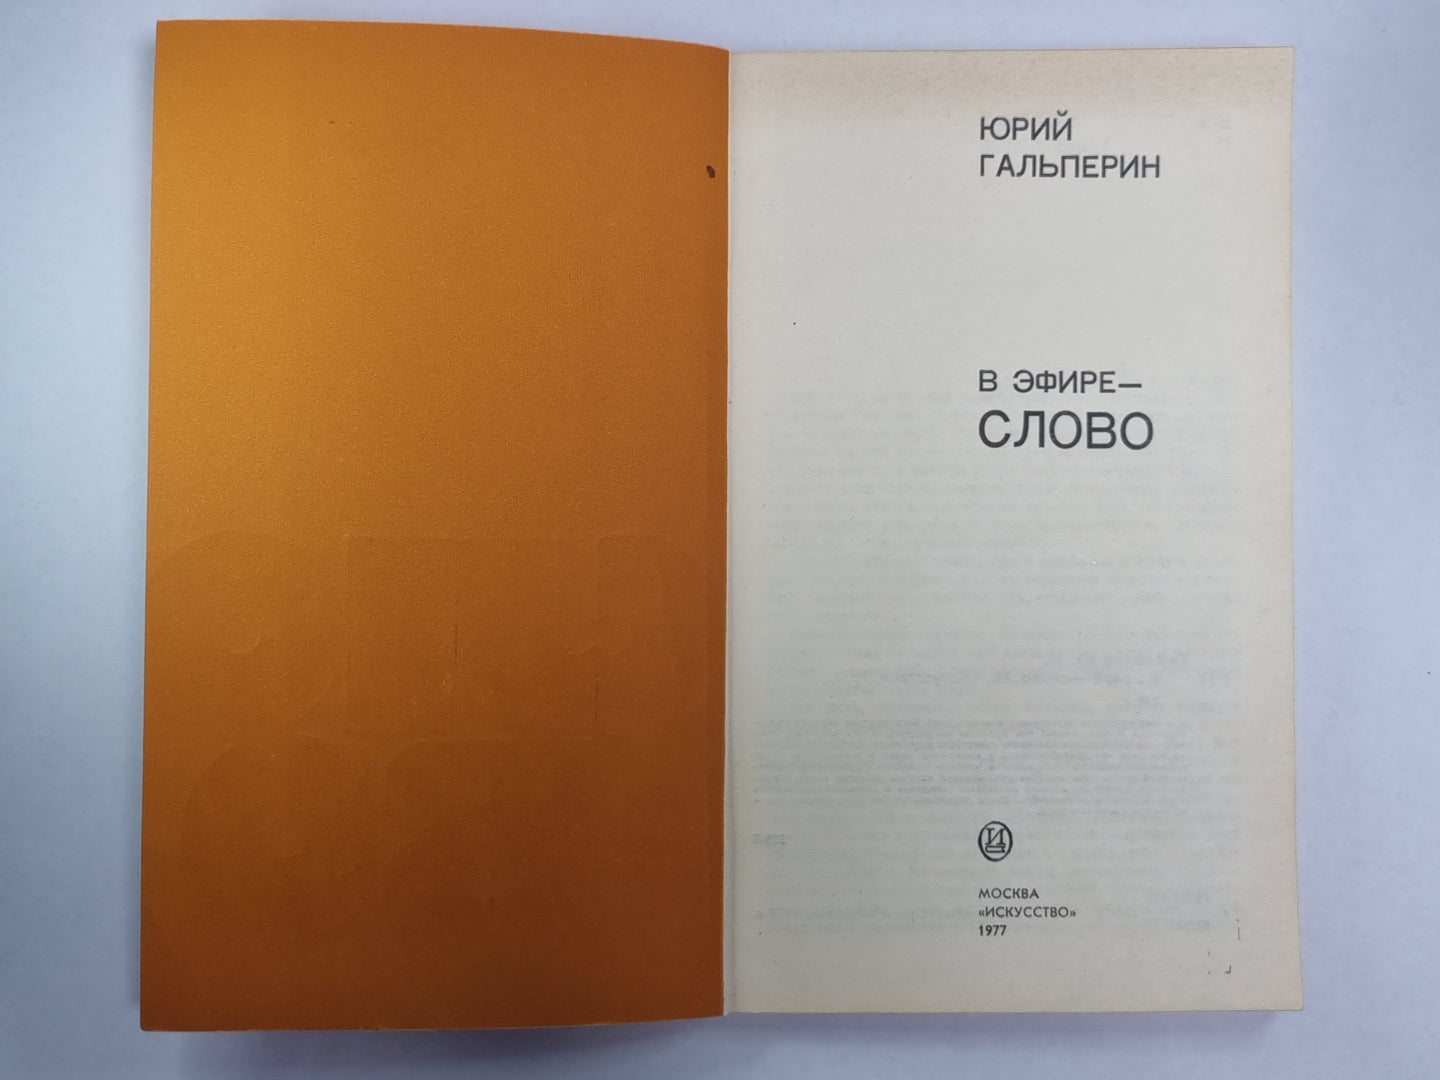 ЮРИЙ
ГАЛЬПЕРИН
В ЭФИРЕ—
СЛОВО
И
МОСКВА
«ИСКУССТВО»
1977